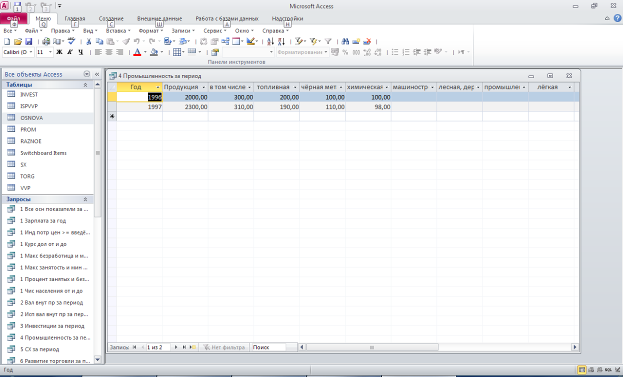 Microsoft Access
Файл Меню Главная Создание Внешние данные Работа с базами данных Надстройки
Все Файл Правка Вид Вставка Формат Записи Сервис Окно Справка
Calibri (О 11 Ж К Ч Форматирование
Панели инструментов
Все объекты Access
4 Промышленность за период
Таблицы
INVEST
ISPVVP
OSNOVA
PROM
RAZNOE
Switchboard Items
SX
TORG
VVP
Запросы
1 Все осн показатели за ...
1 Зарплата за год
1 Инд потр цен >= введе...
1 Курс дол от и до
1 Макс безработица и м...
1 Макс занятость и мин ...
1 Процент занятых и без...
1 Чис населения от и до
2 Вал внут пр за период
2 Исп вал внут пр за пер...
3 Инвестиции за период
4 Промышленность за пе...
5 СХ за период
6 Развитие торговли за п...
Год Продукция в том числе топливная чёрная мет химическая машиностр лесная, дер промышлен лёгкая
1996 2000,00 300,00 200,00 100,00 100,00
1997 2300,00 310,00 190,00 110,00 98,00
Запись: 1 из 2 Нет фильтра Поиск
Год